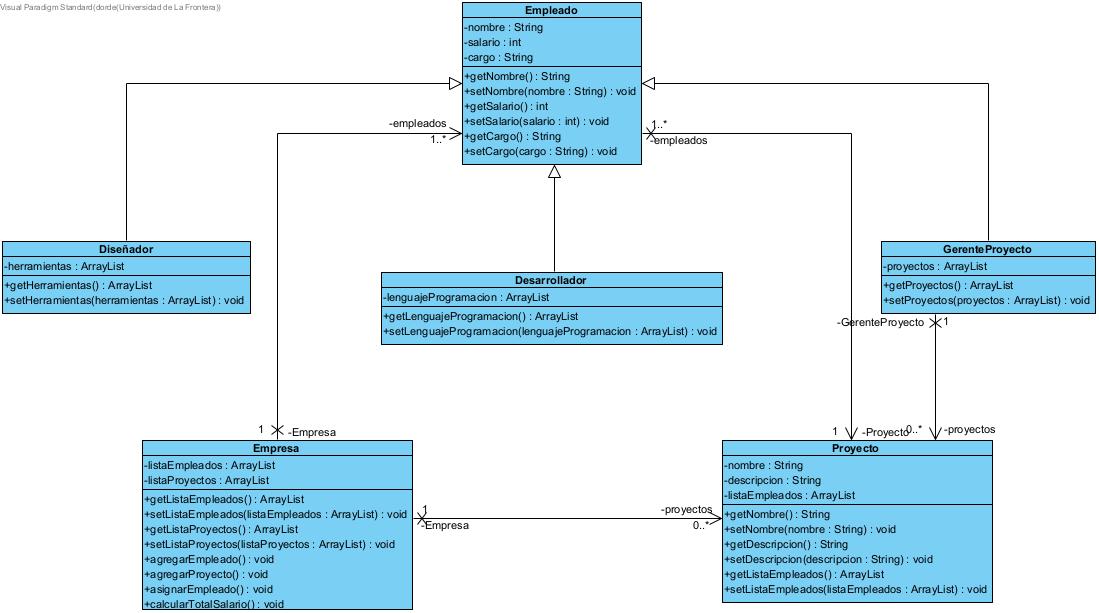 Visual Paradigm Standard(dorde(Universidad de La Frontera))
Empleado
-nombre : String
-salario : int
-cargo : String
+getNombre() : String
+setNombre(nombre : String) : void
+getSalario() : int
+setSalario(salario : int) : void
+getCargo() : String
+setCargo(cargo : String) : void
-empleados
1..*
1..*
-empleados
Diseñador
-herramientas : ArrayList
+getHerramientas() : ArrayList
+setHerramientas(herramientas : ArrayList) : void
Desarrollador
-lenguajeProgramacion : ArrayList
+getLenguajeProgramacion() : ArrayList
+setLenguajeProgramacion(lenguajeProgramacion : ArrayList) : void
GerenteProyecto
-proyectos : ArrayList
+getProyectos() : ArrayList
+setProyectos(proyectos : ArrayList) : void
-GerenteProyecto
1
1
-Empresa
1
-Proyecto
0..*
-proyectos
Empresa
-listaEmpleados : ArrayList
-listaProyectos : ArrayList
+getListaEmpleados() : ArrayList
+setListaEmpleados(listaEmpleados : ArrayList) : void
+getListaProyectos() : ArrayList
+setListaProyectos(listaProyectos : ArrayList) : void
+agregarEmpleado() : void
+agregarProyecto() : void
+asignarEmpleado() : void
+calcularTotalSalario() : void
1
-Empresa
-proyectos
0..*
Proyecto
-nombre : String
-descripcion : String
-listaEmpleados : ArrayList
+getNombre() : String
+setNombre(nombre : String) : void
+getDescripcion() : String
+setDescripcion(descripcion : String) : void
+getListaEmpleados() : ArrayList
+setListaEmpleados(listaEmpleados : ArrayList) : void